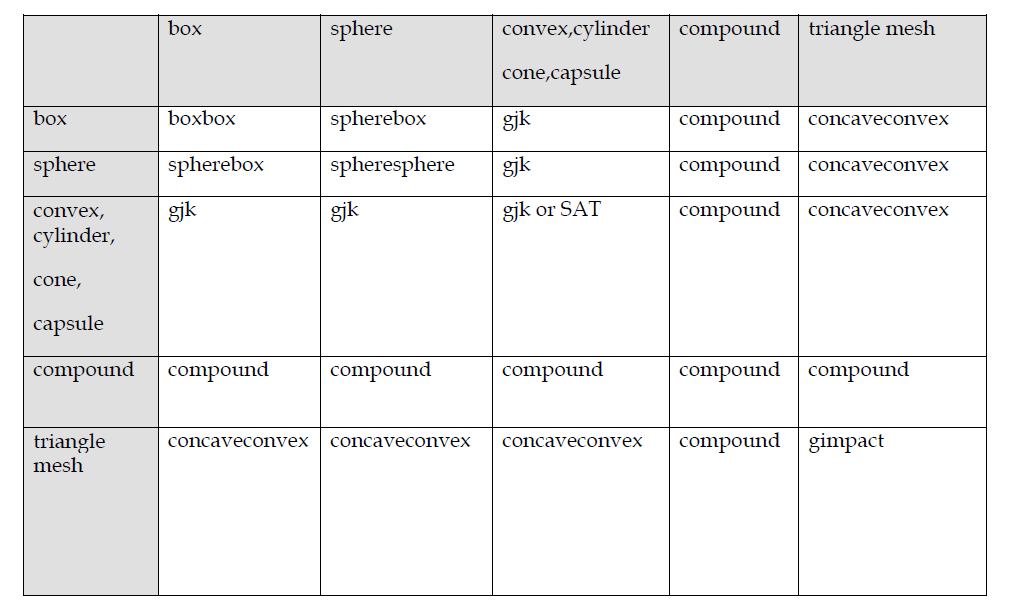 box sphere convex,cylinder compound triangle mesh
cone,capsule
box boxbox spherebox gjk compound concaveconvex
sphere spherebox spheresphere gjk compound concaveconvex
convex, gjk gjk gjk or SAT compound concaveconvex
cylinder,
cone,
capsule
compound compound compound compound compound compound
triangle concaveconvex concaveconvex concaveconvex compound gimpact
mesh